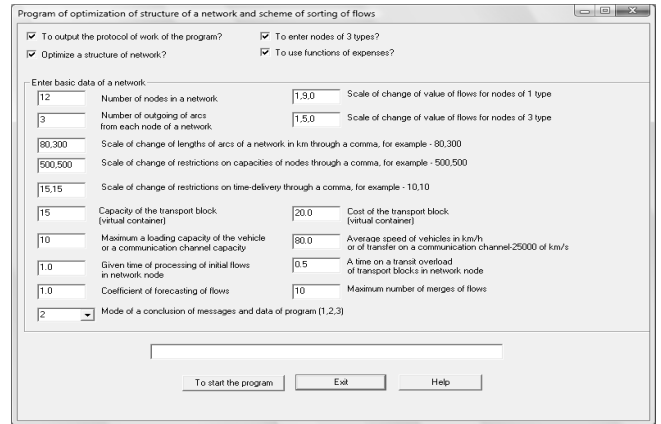 Program of optimization of structure of a network and scheme of sorting of flows
To output the protocol of work of the program?
To enter nodes of 3 types?
Optimize a structure of network?
To use functions of expenses?
Enter basic data of a network
12
Number of nodes in a network
1,9,0
Scale of change of value of flows for nodes of 1 type
3
Number of outgoing of arcs
from each node of a network
1,5,0
Scale of change of value of flows for nodes of 3 type
80,300
Scale of change of lengths of arcs of a network in km through a comma, for example - 80,300
500,500
Scale of change of restrictions on capacities of nodes through a comma, for example - 500,500
15,15
Scale of change of restrictions on time-delivery through a comma, for example - 10,10
15
Capacity of the transport block
(virtual container)
20.0
Cost of the transport block
(virtual container)
10
Maximum a loading capacity of the vehicle
or a communication channel capacity
80.0
Average speed of vehicles in km/h
or of transfer on a communication channel-25000 of km/s
1.0
Given time of processing of initial flows
in network node
0.5
A time on a transit overload
of transport blocks in network node
1.0
Coefficient of forecasting of flows
10
Maximum number of merges of flows
2
Mode of a conclusion of messages and data of program (1,2,3)
To start the program
Exit
Help